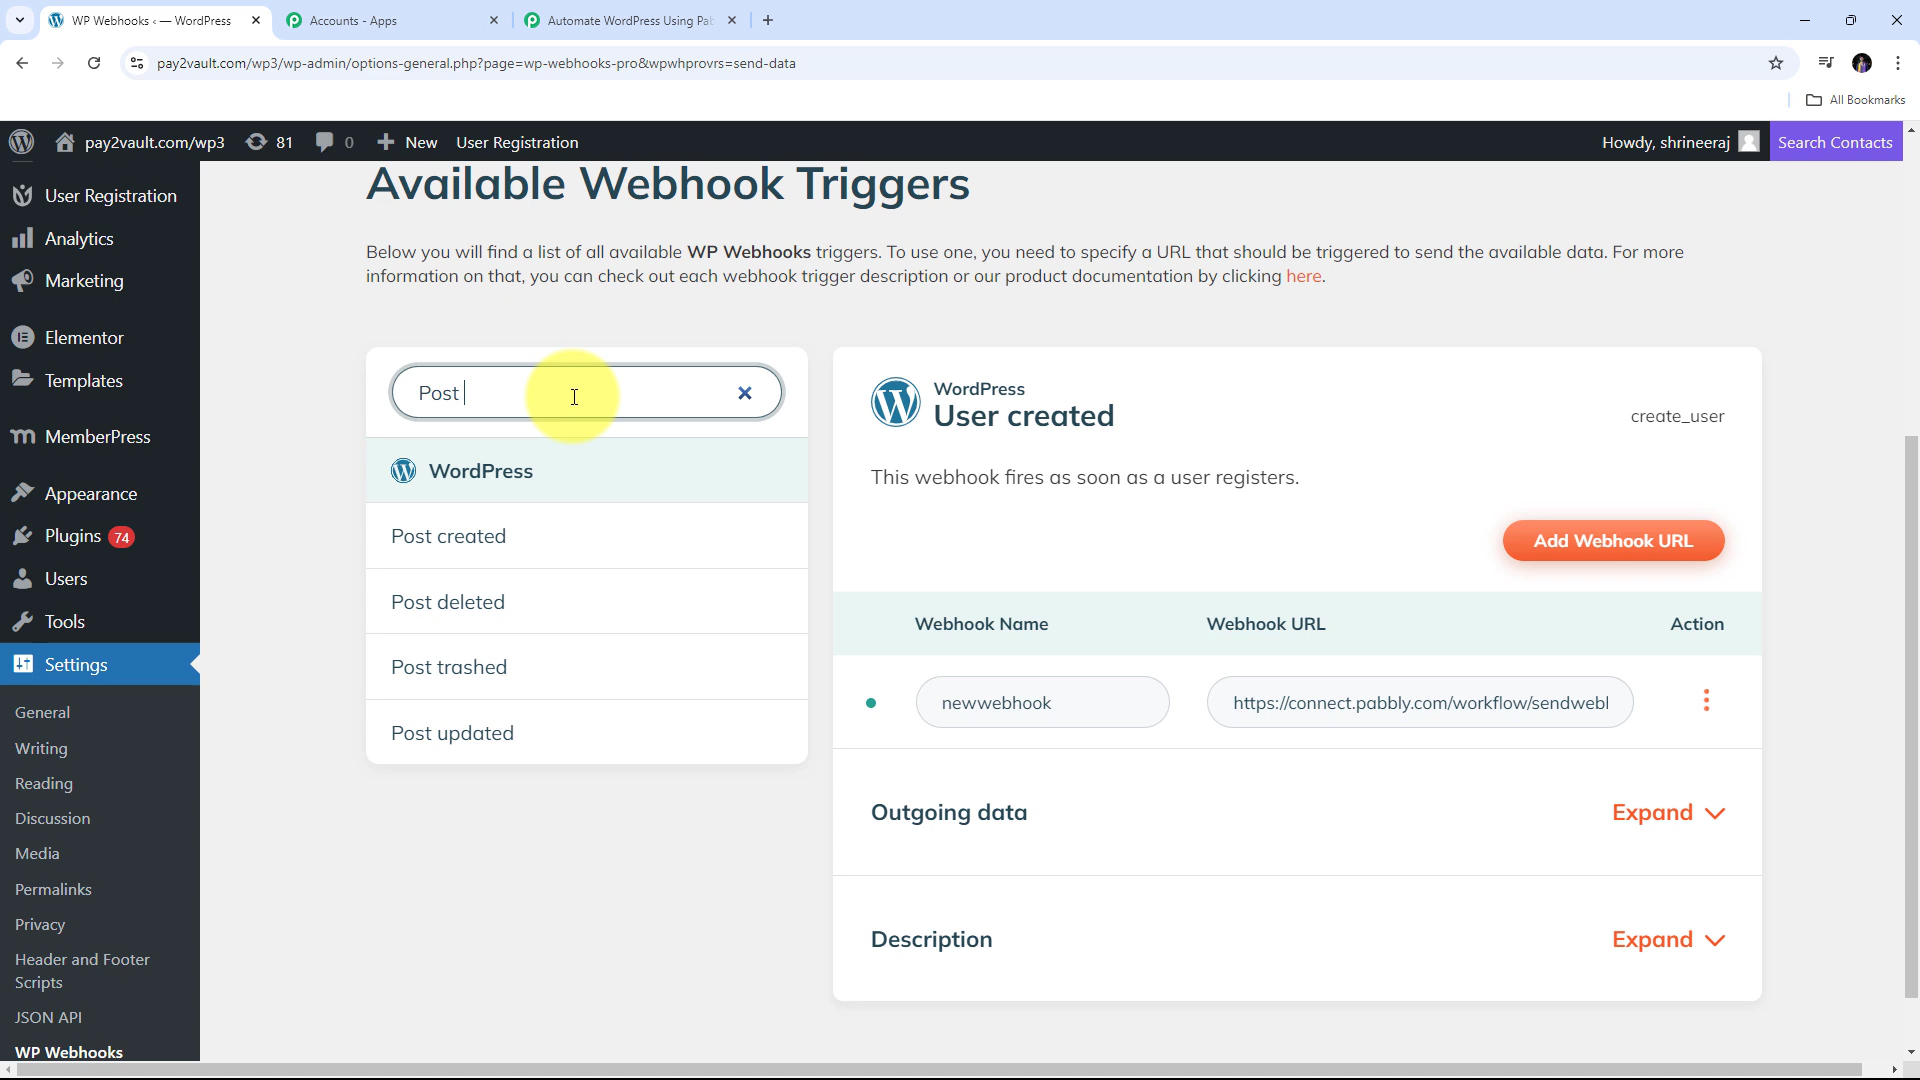 WP Webhooks ‹ — WordPress
Accounts - Apps
Automate WordPress Using Pab
pay2vault.com/wp3/wp-admin/options-general.php?page=wp-webhooks-pro&wpwhprovrs=send-data
All Bookmarks
pay2vault.com/wp3
81
0
New
User Registration
Howdy, shrineeraj
Search Contacts
User Registration
Analytics
Marketing
Elementor
Templates
MemberPress
Appearance
Plugins 74
Users
Tools
Settings
General
Writing
Reading
Discussion
Media
Permalinks
Privacy
Header and Footer
Scripts
JSON API
WP Webhooks
Available Webhook Triggers
Below you will find a list of all available WP Webhooks triggers. To use one, you need to specify a URL that should be triggered to send the available data. For more
information on that, you can check out each webhook trigger description or our product documentation by clicking here.
Post
WordPress
Post created
Post deleted
Post trashed
Post updated
WordPress
User created
create_user
This webhook fires as soon as a user registers.
Add Webhook URL
Webhook Name
Webhook URL
Action
newwebhook
https://connect.pabbly.com/workflow/sendwebl
Outgoing data
Expand
Description
Expand